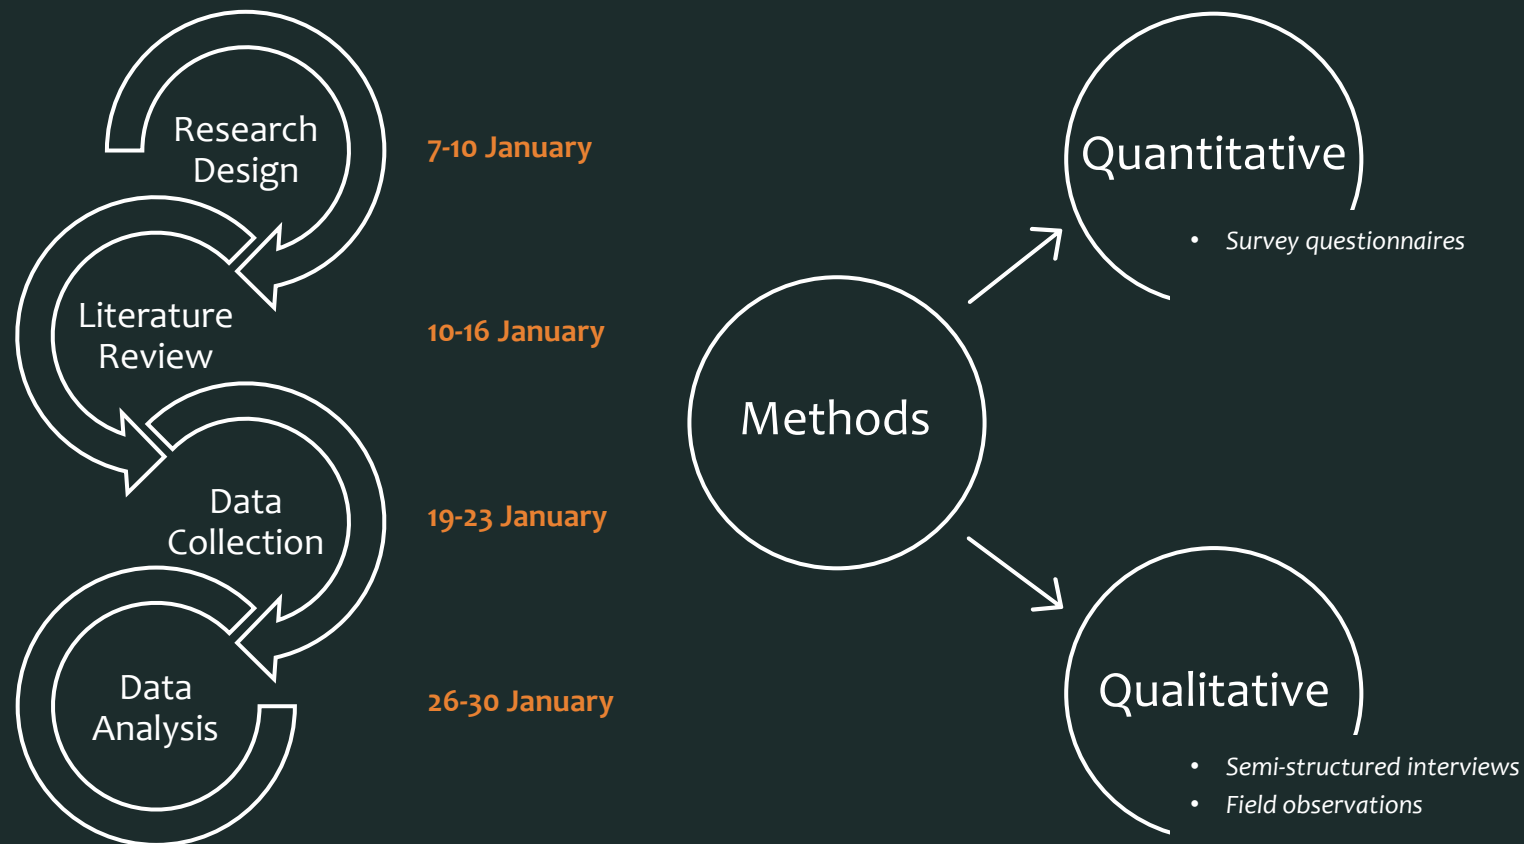 Research
Design
7-10 January
Literature
Review
10-16 January
Data
Collection
19-23 January
Data
Analysis
26-30 January
Methods
Quantitative
• Survey questionnaires
Qualitative
• Semi-structured interviews
• Field observations